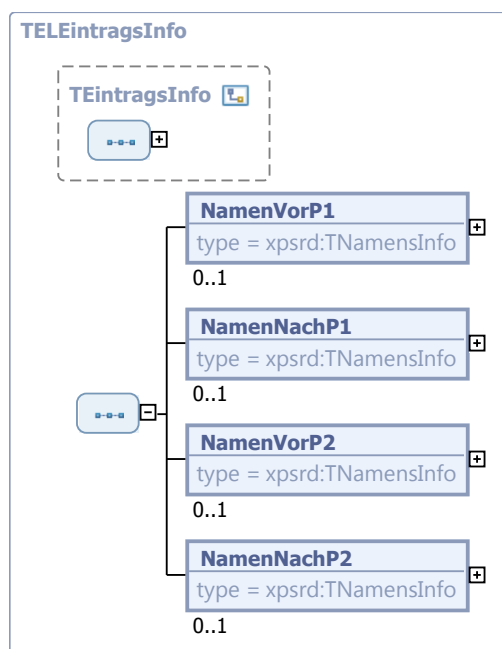 TELEintragsInfo
TEintragsInfo
NamenVorP1
type = xpsrd:TNamensInfo
0..1
NamenNachP1
type = xpsrd:TNamensInfo
0..1
NamenVorP2
type = xpsrd:TNamensInfo
0..1
NamenNachP2
type = xpsrd:TNamensInfo
0..1